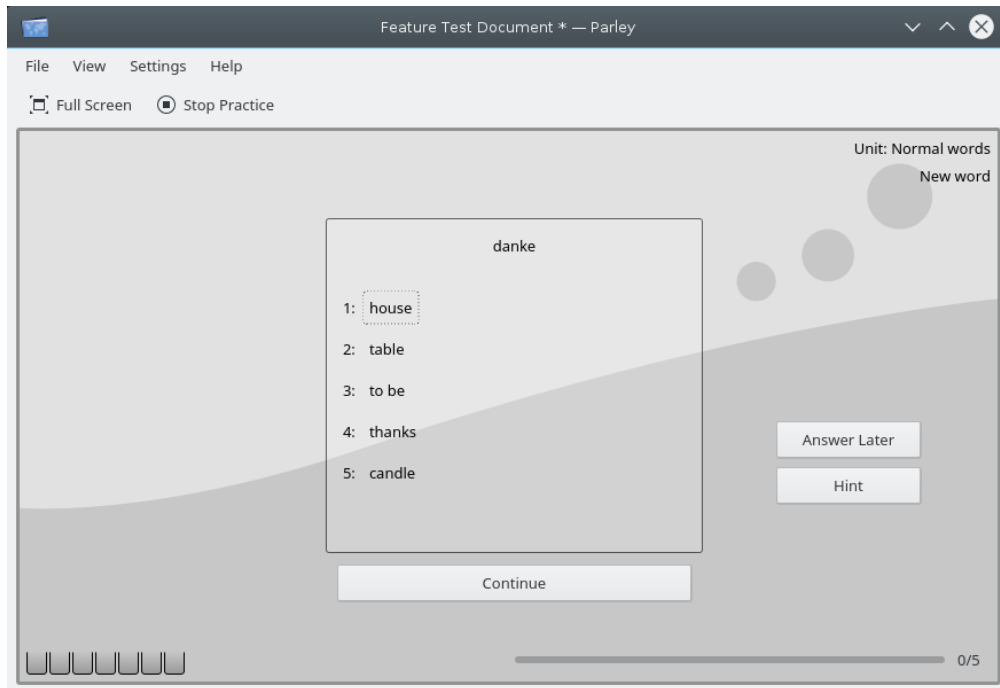 Feature Test Document * — Parley
File View Settings Help
Full Screen Stop Practice
Unit: Normal words
New word
danke
1: house
2: table
3: to be
4: thanks
5: candle
Answer Later
Hint
Continue
0/5